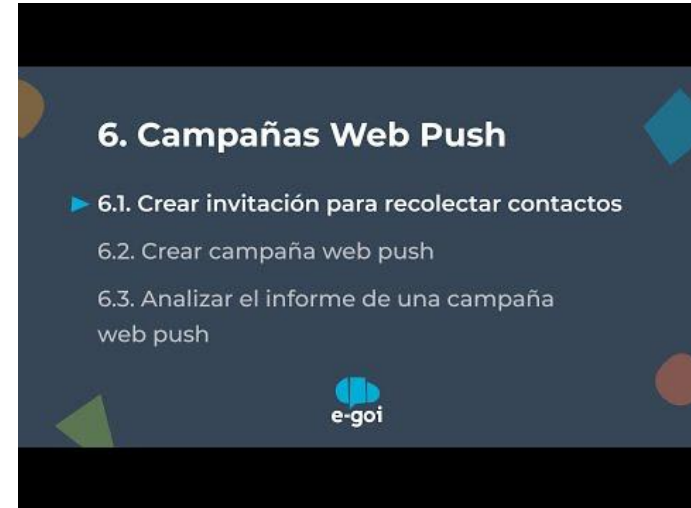 6. Campañas Web Push
6.1. Crear invitación para recolectar contactos
6.2. Crear campaña web push
6.3. Analizar el informe de una campaña
web push
e-goi